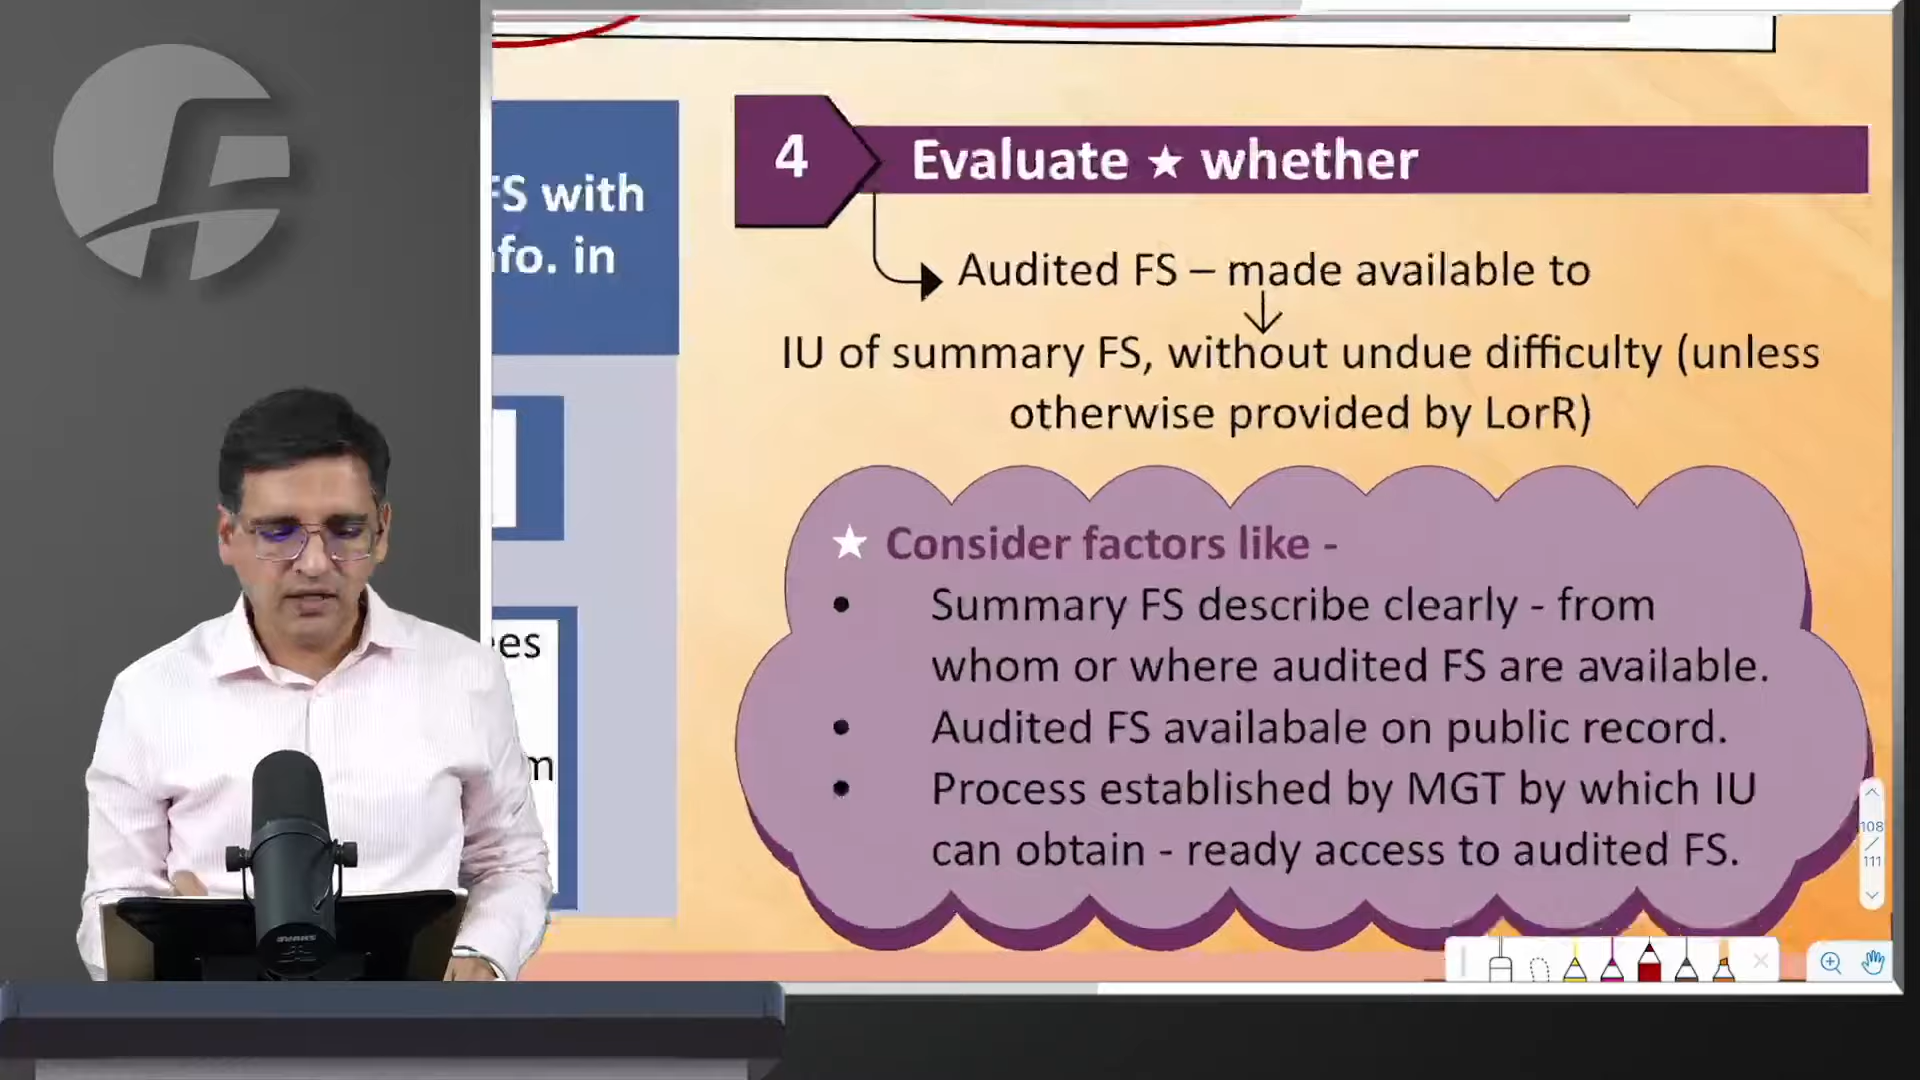 FS with
nfo. in
ees
m
4
Evaluate ★ whether
Audited FS – made available to
IU of summary FS, without undue difficulty (unless
otherwise provided by LorR)
★ Consider factors like -
• Summary FS describe clearly - from
whom or where audited FS are available.
• Audited FS availabale on public record.
• Process established by MGT by which IU
can obtain - ready access to audited FS.
108
/
111
SHURE